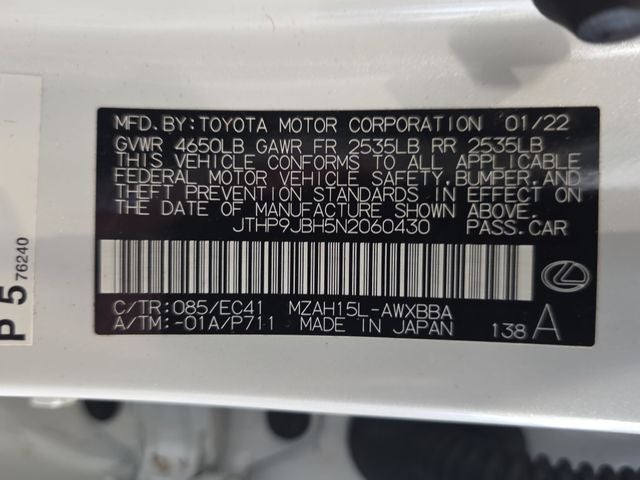 MFD.BY:TOYOTA MOTOR CORPORATION 01/22
GVWR 4650LB GAWR FR 2535LB RR 2535LB
THIS VEHICLE CONFORMS TO ALL APPLICABLE
FEDERAL MOTOR VEHICLE SAFETY, BUMPER, AND
THEFT PREVENTION STANDARDS IN EFFECT ON
THE DATE OF MANUFACTURE SHOWN ABOVE.
JTHP9JBH5N2060430 PASS.CAR
C/TR:085/EC41 MZAH15L-AWXBBA
A/TM:-01A/P711 MADE IN JAPAN 138 A
P 5 76240